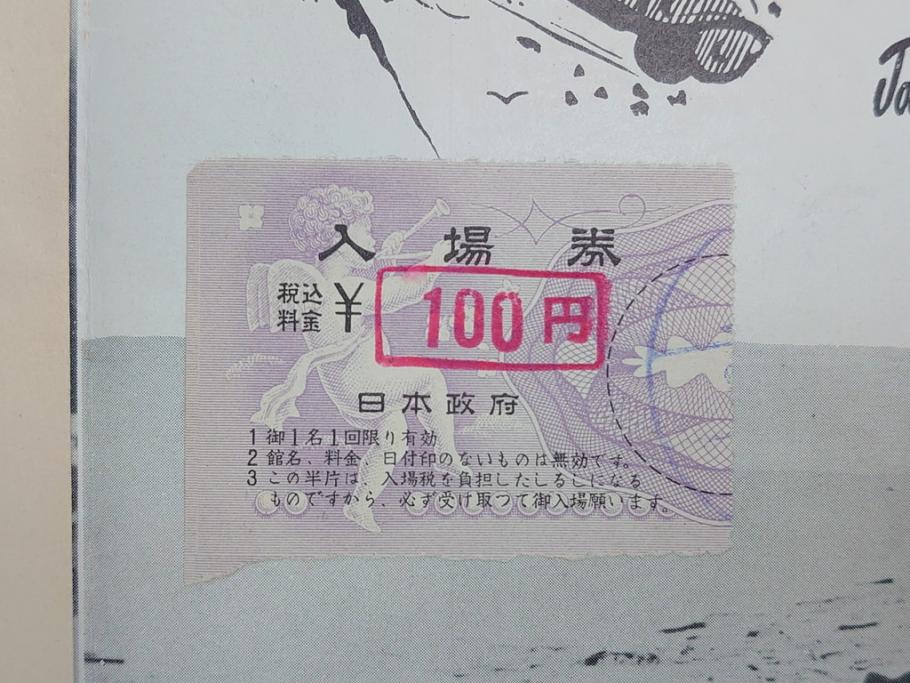 Ja
入場券
税込料金 ¥ 100円
日本政府
1 御1名1回限り有効
2 館名、料金、日付印のないものは無効です。
3 この半片は、入場税を負担したしるしになる
ものですから、必ず受け取つて御入場願います。